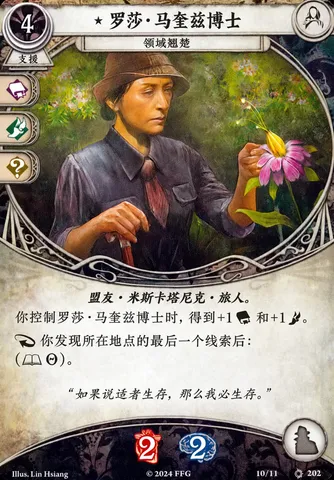 4
罗莎·马奎兹博士
支援
领域翘楚
盟友·米斯卡塔尼克·旅人。
你控制罗莎·马奎兹博士时，得到+1 和+1 。
你发现所在地点的最后一个线索后：
( Θ)。
“如果说适者生存，那么我必生存。”
2 2
Illus. Lin Hsiang © 2024 FFG 10/11 202